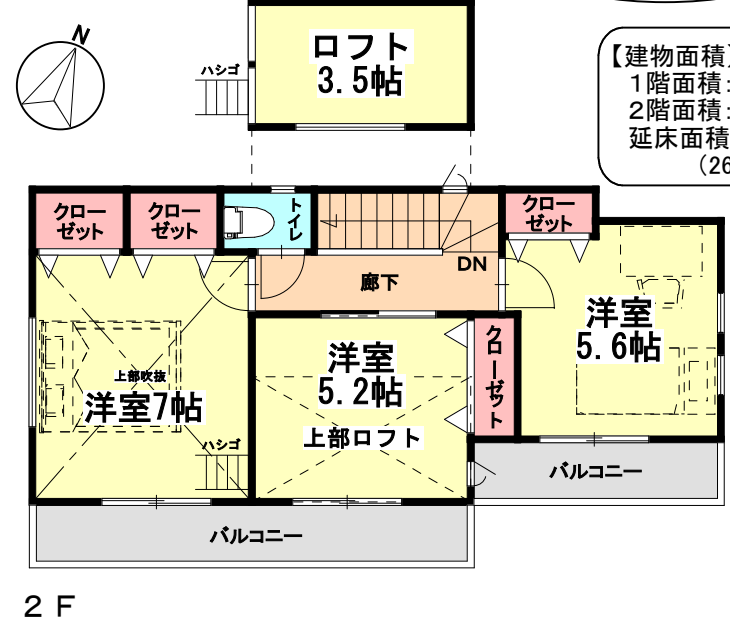 N
ハシゴ
ロフト
3.5帖
【建物面積】
1階面積:
2階面積:
延床面積
(26
クロー
ゼット
クロー
ゼット
トイレ
クロー
ゼット
DN
廊下
洋室
5.6帖
洋室
5.2帖
クローゼット
上部吹抜
洋室7帖
上部ロフト
ハシゴ
バルコニー
バルコニー
2F